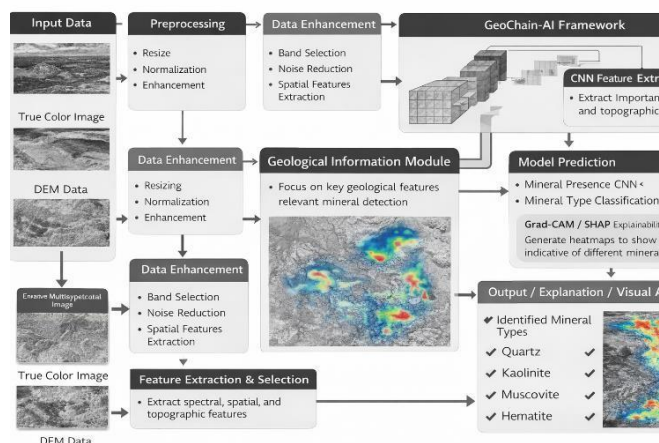 Input Data
True Color Image
DEM Data
Image
True Color Image
DEM Data
Preprocessing
• Resize
• Normalization
• Enhancement
Data Enhancement
• Band Selection
• Noise Reduction
• Spatial Features
Extraction
GeoChain-AI Framework
CNN Feature Extr
• Extract Importan
and topographic
Data Enhancement
• Resizing
• Normalization
• Enhancement
Geological Information Module
• Focus on key geological features
relevant mineral detection
Model Prediction
• Mineral Presence CNN
• Mineral Type Classification
Grad-CAM / SHAP Explainabili
Generate heatmaps to show
indicative of different minera
Data Enhancement
• Band Selection
• Noise Reduction
• Spatial Features
Extraction
Output / Explanation / Visual A
✔ Identified Mineral
Types
✔ Quartz ✔
✔ Kaolinite ✔
✔ Muscovite ✔
✔ Hematite ✔
Feature Extraction & Selection
• Extract spectral, spatial, and
topographic features